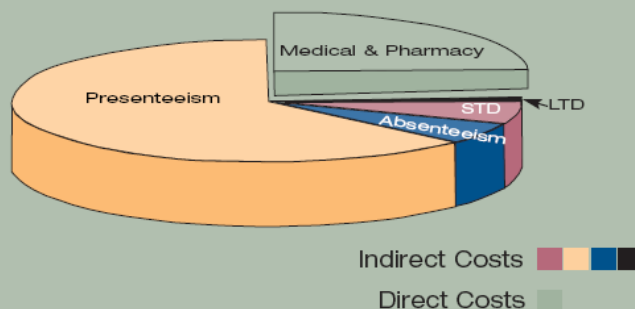 Medical & Pharmacy
Presenteeism
STD
LTD
Absenteeism
Indirect Costs
Direct Costs